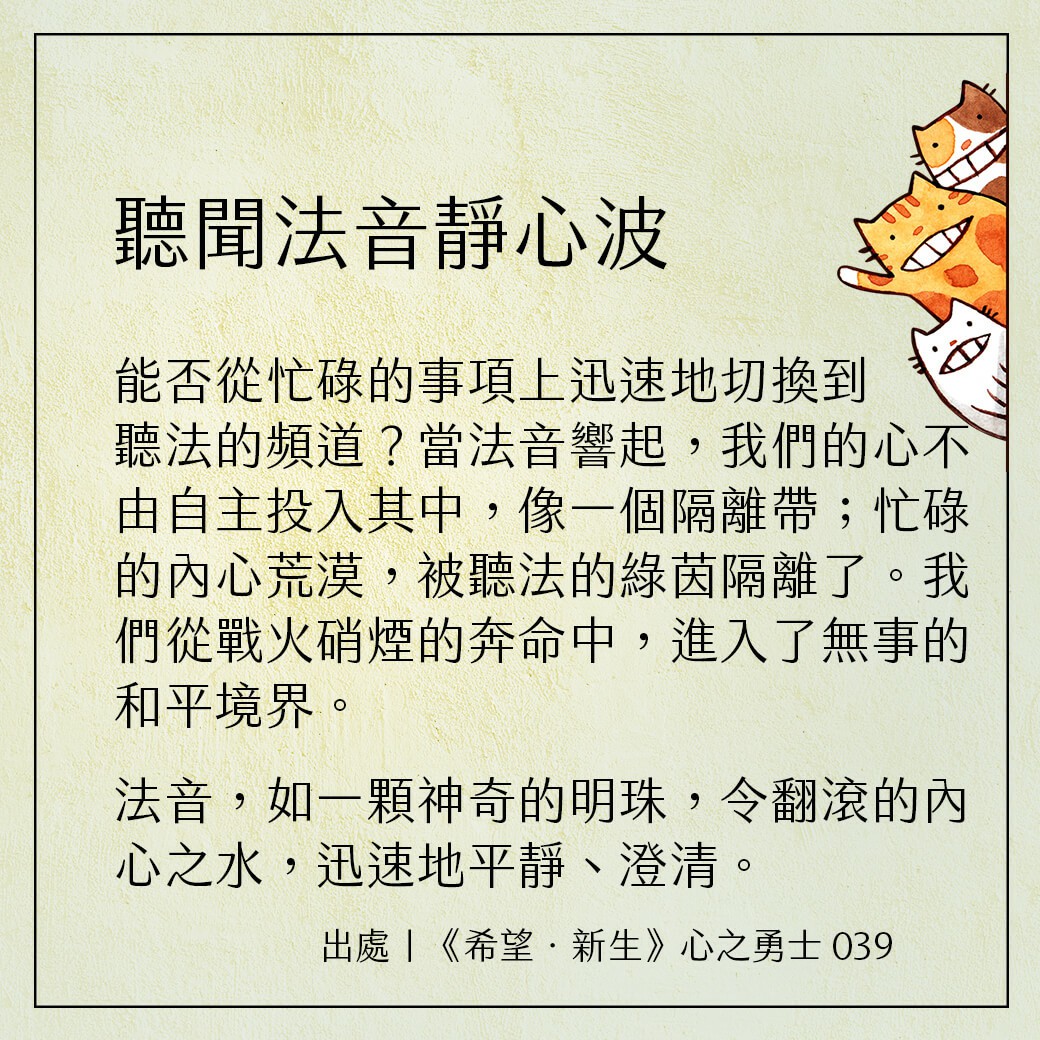 聽聞法音靜心波
能否從忙碌的事項上迅速地切換到
聽法的頻道？當法音響起，我們的心不
由自主投入其中，像一個隔離帶；忙碌
的內心荒漠，被聽法的綠茵隔離了。我
們從戰火硝煙的奔命中，進入了無事的
和平境界。
法音，如一顆神奇的明珠，令翻滾的內
心之水，迅速地平靜、澄清。
出處｜《希望．新生》心之勇士 039